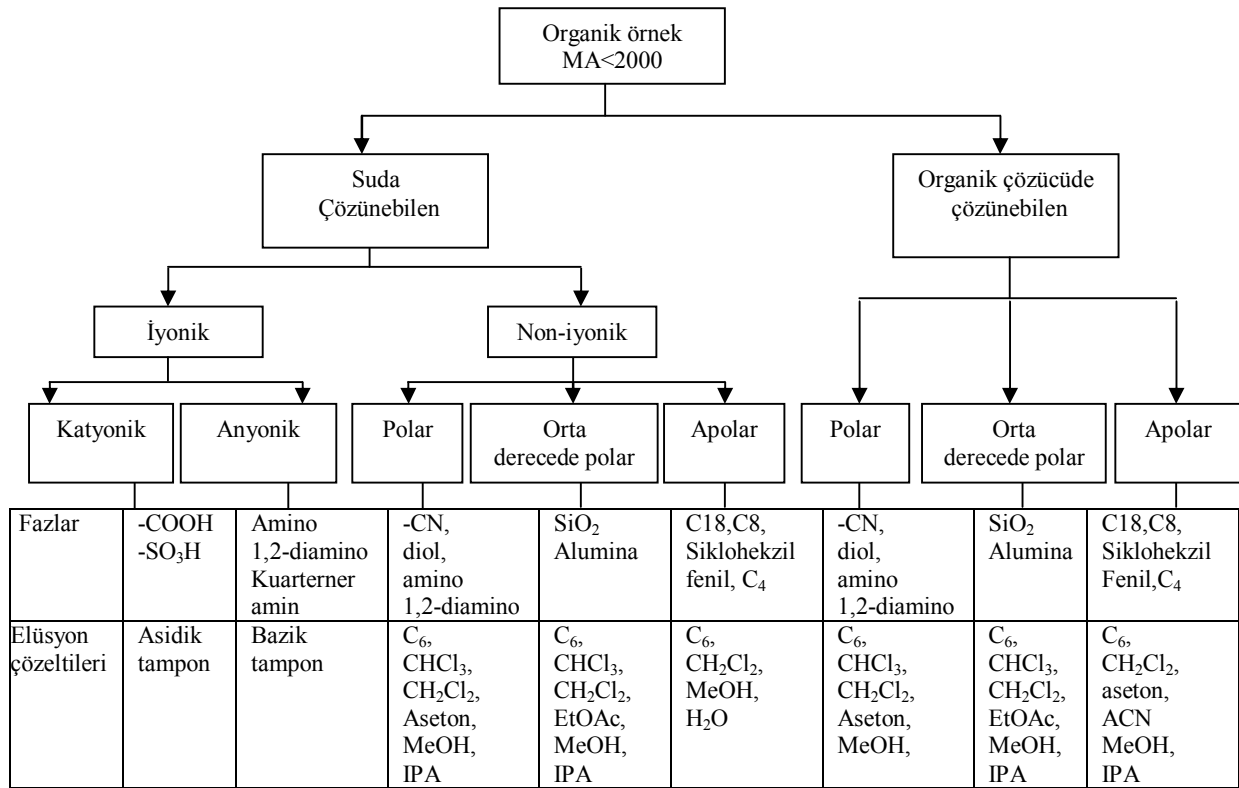 Organik örnek
MA<2000
Suda
Çözünebilen
Organik çözücüde
çözünebilen
İyonik
Non-iyonik
Katyonik
Anyonik
Polar
Orta
derecede polar
Apolar
Polar
Orta
derecede polar
Apolar
Fazlar
-COOH
-SO₃H
Amino
1,2-diamino
Kuarterner
amin
-CN,
diol,
amino
1,2-diamino
SiO₂
Alumina
C18,C8,
Siklohekzil
fenil, C₄
-CN,
diol,
amino
1,2-diamino
SiO₂
Alumina
C18,C8,
Siklohekzil
Fenil,C₄
Elüsyon
çözeltileri
Asidik
tampon
Bazik
tampon
C₆,
CHCl₃,
CH₂Cl₂,
Aseton,
MeOH,
IPA
C₆,
CHCl₃,
CH₂Cl₂,
EtOAc,
MeOH,
IPA
C₆,
CH₂Cl₂,
MeOH,
H₂O
C₆,
CHCl₃,
CH₂Cl₂,
Aseton,
MeOH,
C₆,
CHCl₃,
CH₂Cl₂,
EtOAc,
MeOH,
IPA
C₆,
CH₂Cl₂,
aseton,
ACN
MeOH,
IPA